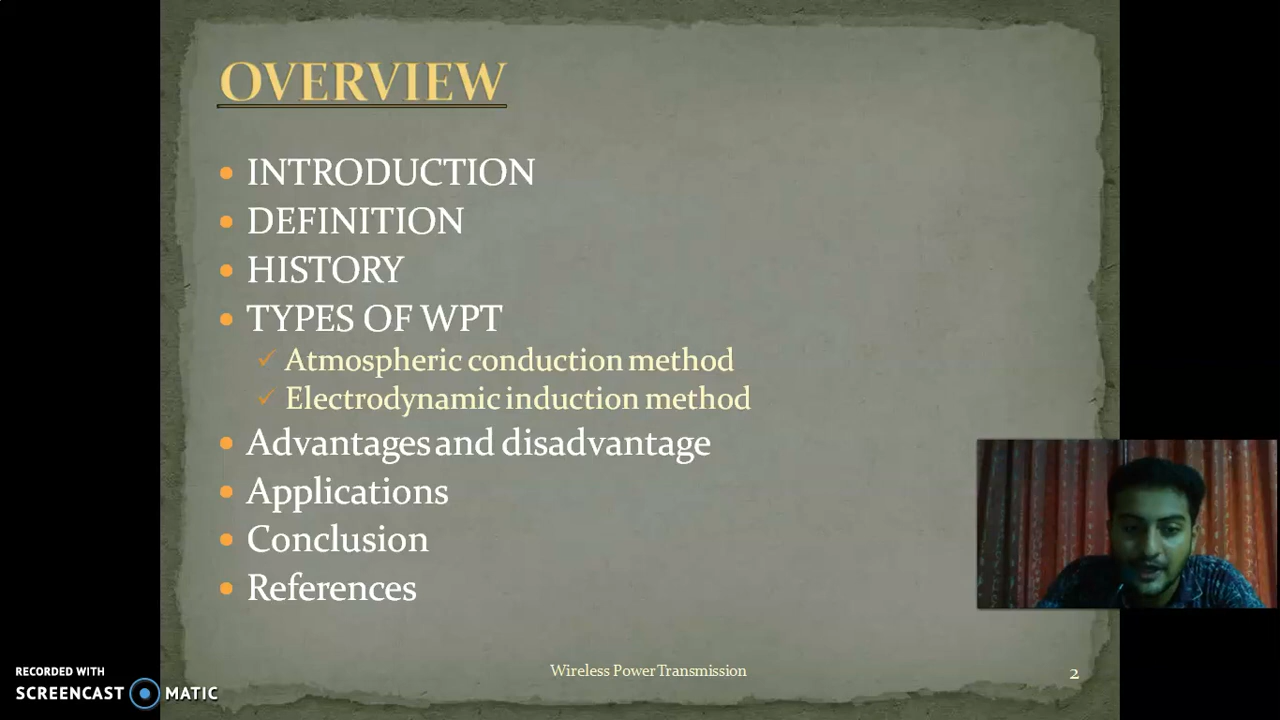 OVERVIEW
INTRODUCTION
DEFINITION
HISTORY
TYPES OF WPT
Atmospheric conduction method
Electrodynamic induction method
Advantages and disadvantage
Applications
Conclusion
References
Wireless Power Transmission
2
RECORDED WITH
SCREENCAST MATIC